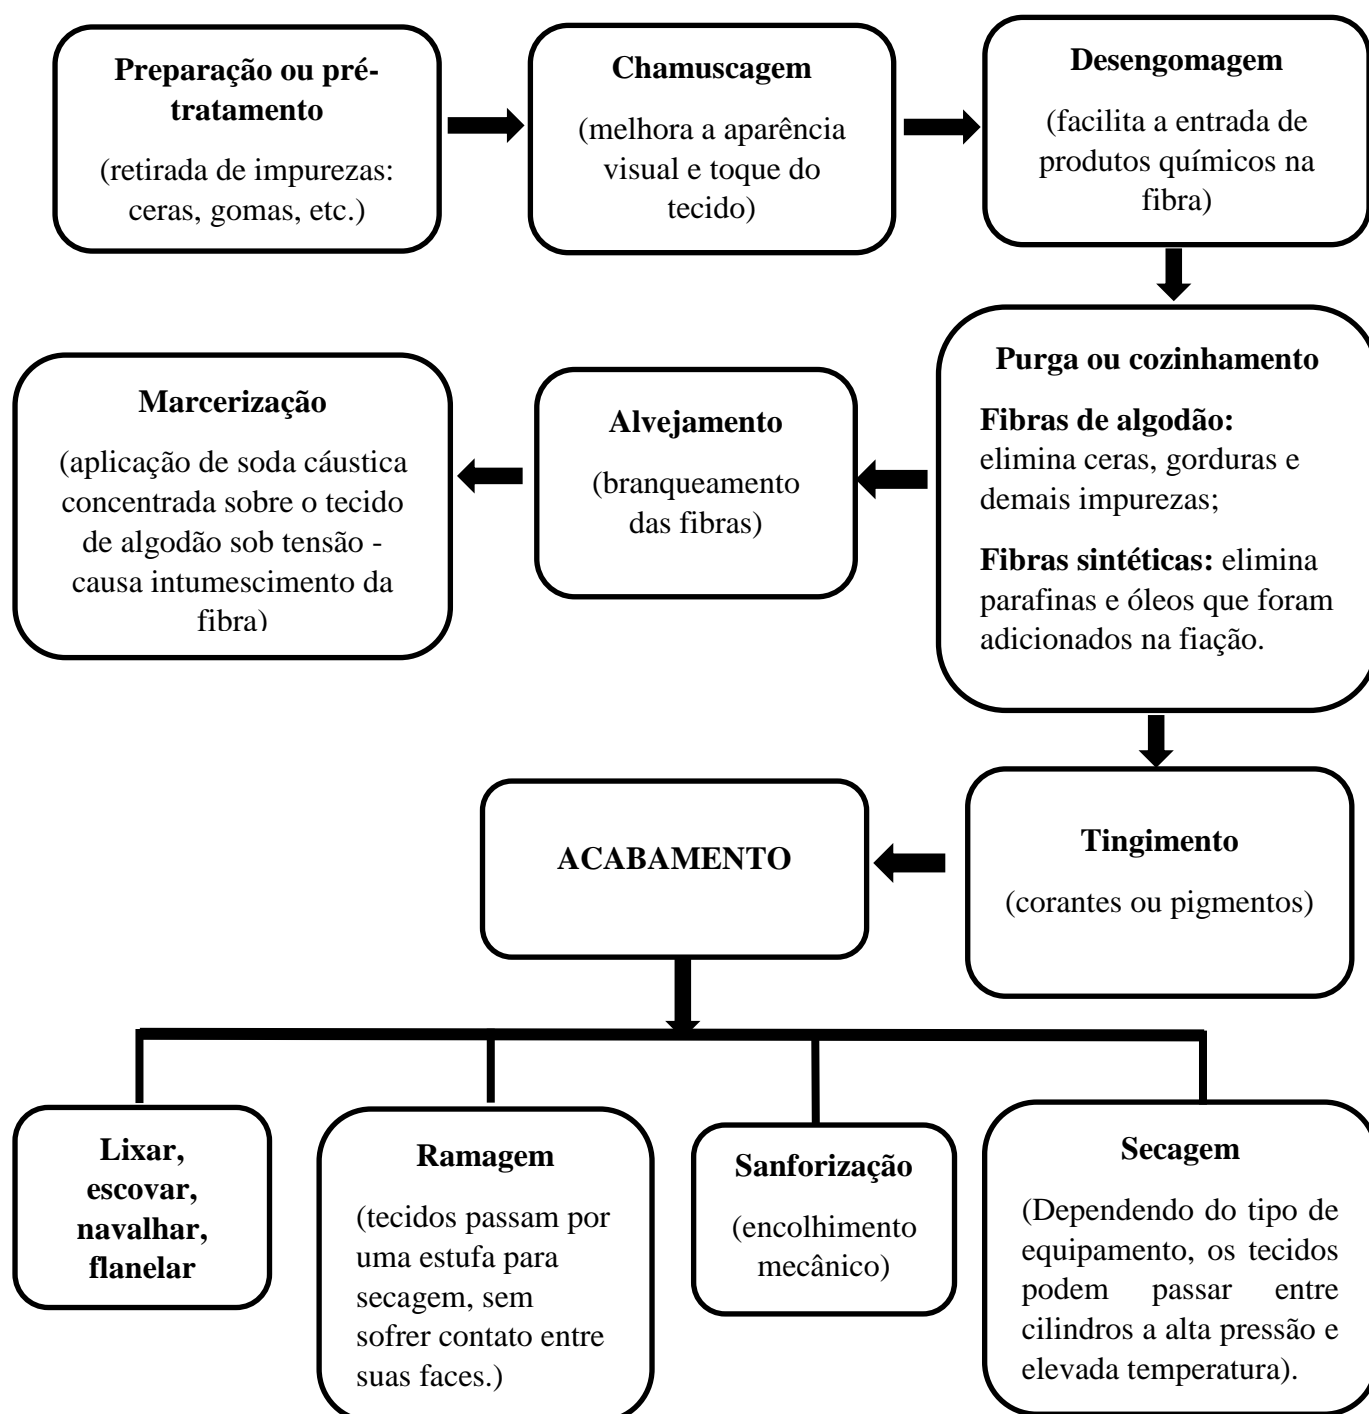 Preparação ou pré-
tratamento
(retirada de impurezas:
ceras, gomas, etc.)
Chamuscagem
(melhora a aparência
visual e toque do
tecido)
Desengomagem
(facilita a entrada de
produtos químicos na
fibra)
Purga ou cozinhamento
Fibras de algodão:
elimina ceras, gorduras e
demais impurezas;
Fibras sintéticas: elimina
parafinas e óleos que foram
adicionados na fiação.
Alvejamento
(branqueamento
das fibras)
Marcerização
(aplicação de soda cáustica
concentrada sobre o tecido
de algodão sob tensão -
causa intumescimento da
fibra)
Tingimento
(corantes ou pigmentos)
ACABAMENTO
Lixar,
escovar,
navalhar,
flanelar
Ramagem
(tecidos passam por
uma estufa para
secagem, sem
sofrer contato entre
suas faces.)
Sanforização
(encolhimento
mecânico)
Secagem
(Dependendo do tipo de
equipamento, os tecidos
podem passar entre
cilindros a alta pressão e
elevada temperatura).